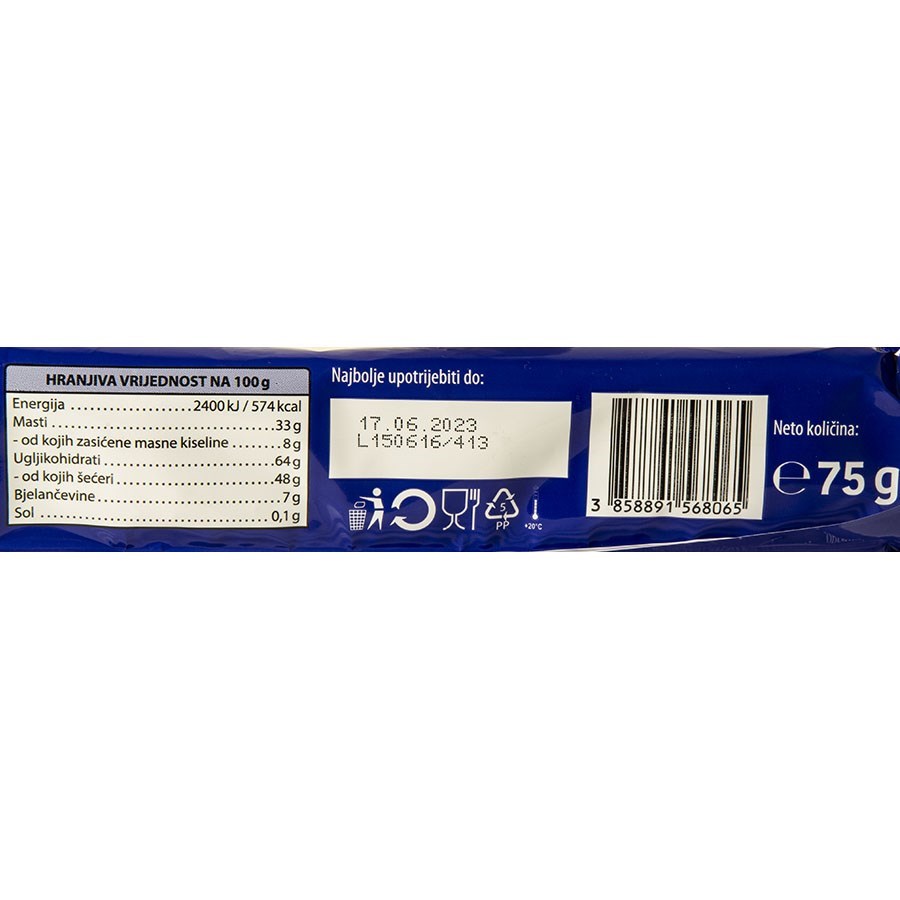 HRANJIVA VRIJEDNOST NA 100 g
Energija ........................ 2400 kJ / 574 kcal
Masti ........................ 33 g
- od kojih zasićene masne kiseline ....... 8 g
Ugljikohidrati ........................ 64 g
- od kojih šećeri ........................ 48 g
Bjelančevine ........................ 7 g
Sol ........................ 0,1 g
Najbolje upotrijebiti do:
17.06.2023
L150616/413
5
PP
+20°C
3 858891 568065
Neto količina:
℮ 75 g